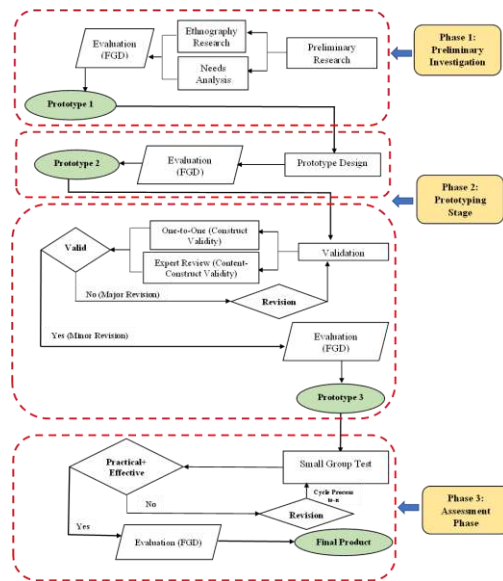 Phase 1:
Preliminary
Investigation
Evaluation
(FGD)
Ethnography
Research
Needs
Analysis
Preliminary
Research
Prototype 1
Prototype 2
Evaluation
(FGD)
Prototype Design
Phase 2:
Prototyping
Stage
Valid
One-to-One (Construct
Validity)
Expert Review (Content-
Construct Validity)
Validation
No (Major Revision)
Revision
Yes (Minor Revision)
Evaluation
(FGD)
Prototype 3
Practical+
Effective
Small Group Test
Cycle Process
to-n
No
Revision
Yes
Evaluation (FGD)
Final Product
Phase 3:
Assessment
Phase